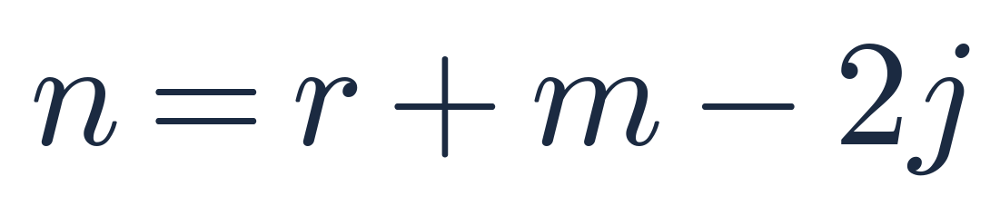 n = r + m − 2j